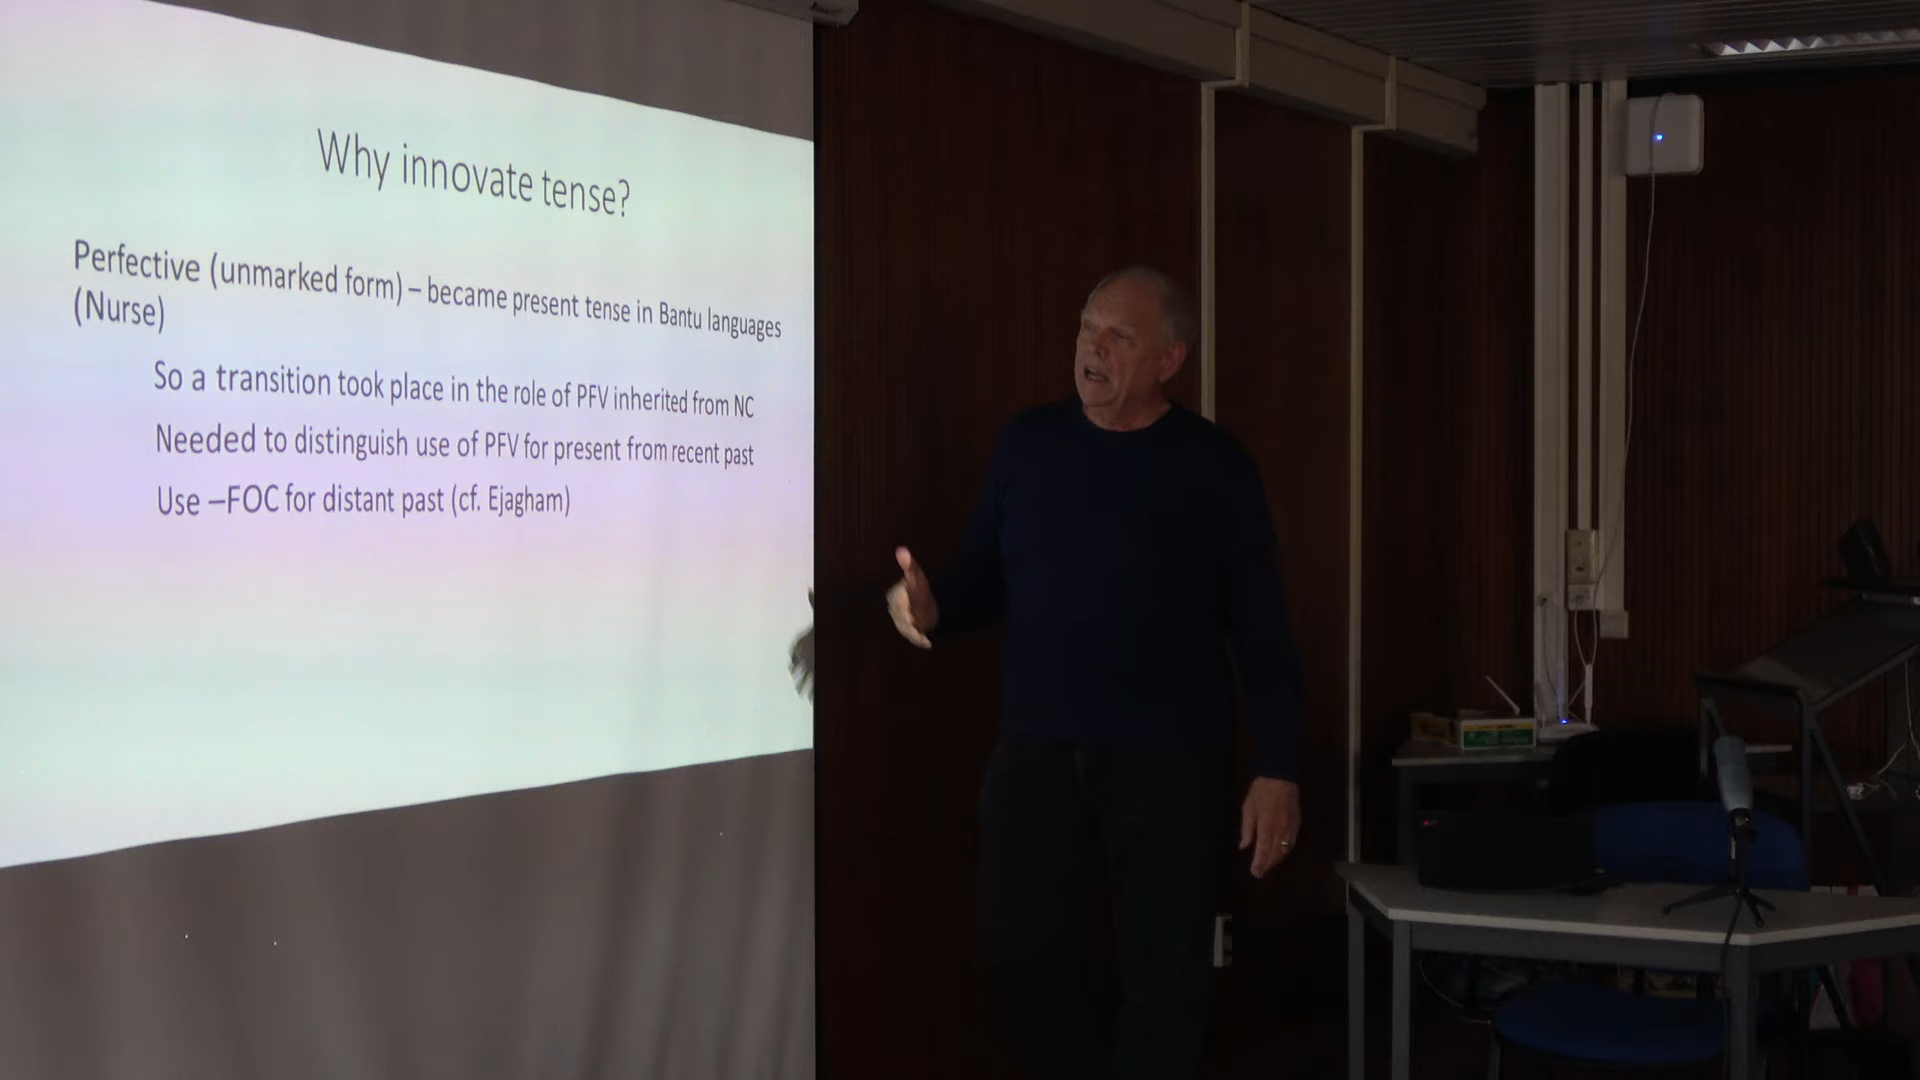 Why innovate tense?
Perfective (unmarked form) – became present tense in Bantu languages
(Nurse)
So a transition took place in the role of PFV inherited from NC
Needed to distinguish use of PFV for present from recent past
Use –FOC for distant past (cf. Ejagham)